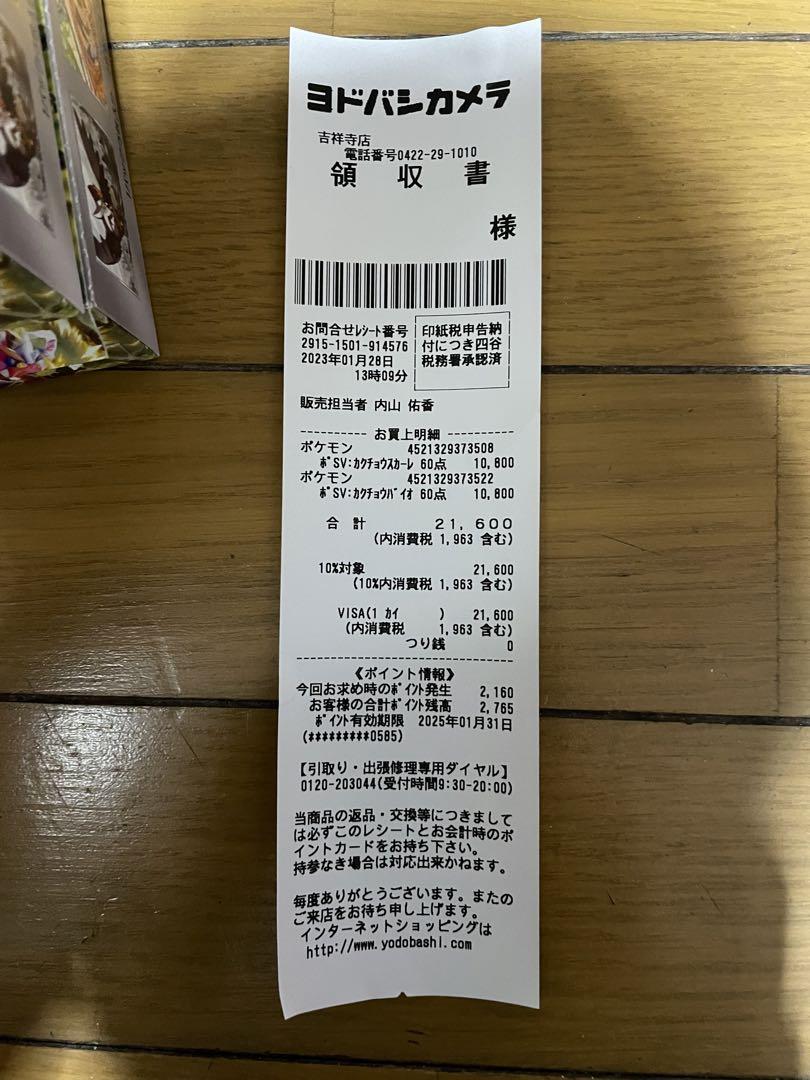 ヨドバシカメラ
吉祥寺店
電話番号0422-29-1010
領 収 書
様
お問合せﾚｼｰﾄ番号
2915-1501-914576
2023年01月28日
13時09分
印紙税申告納
付につき四谷
税務署承認済
販売担当者 内山 佑香
---------- お買上明細 ----------
ポケモン 4521329373508
ﾎﾟSV:ｶｸﾁｮｳｽｶｰﾚ 60点 10,800
ポケモン 4521329373522
ﾎﾟSV:ｶｸﾁｮｳﾊﾞｲｵ 60点 10,800
合 計 21,600
(内消費税 1,963 含む)
10%対象 21,600
(10%内消費税 1,963 含む)
VISA(1 ｶｲ ) 21,600
(内消費税 1,963 含む)
つり銭 0
--------------------------------
《ポイント情報》
今回お求め時のﾎﾟｲﾝﾄ発生 2,160
お客様の合計ﾎﾟｲﾝﾄ残高 2,765
ﾎﾟｲﾝﾄ有効期限 2025年01月31日
(*********0585)
【引取り・出張修理専用ダイヤル】
0120-203044(受付時間9:30-20:00)
当商品の返品・交換等につきまして
は必ずこのレシートとお会計時のポ
イントカードをお持ち下さい。
持参なき場合は対応出来かねます。
毎度ありがとうございます。またの
ご来店をお待ち申し上げます。
インターネットショッピングは
http://www.yodobashi.com